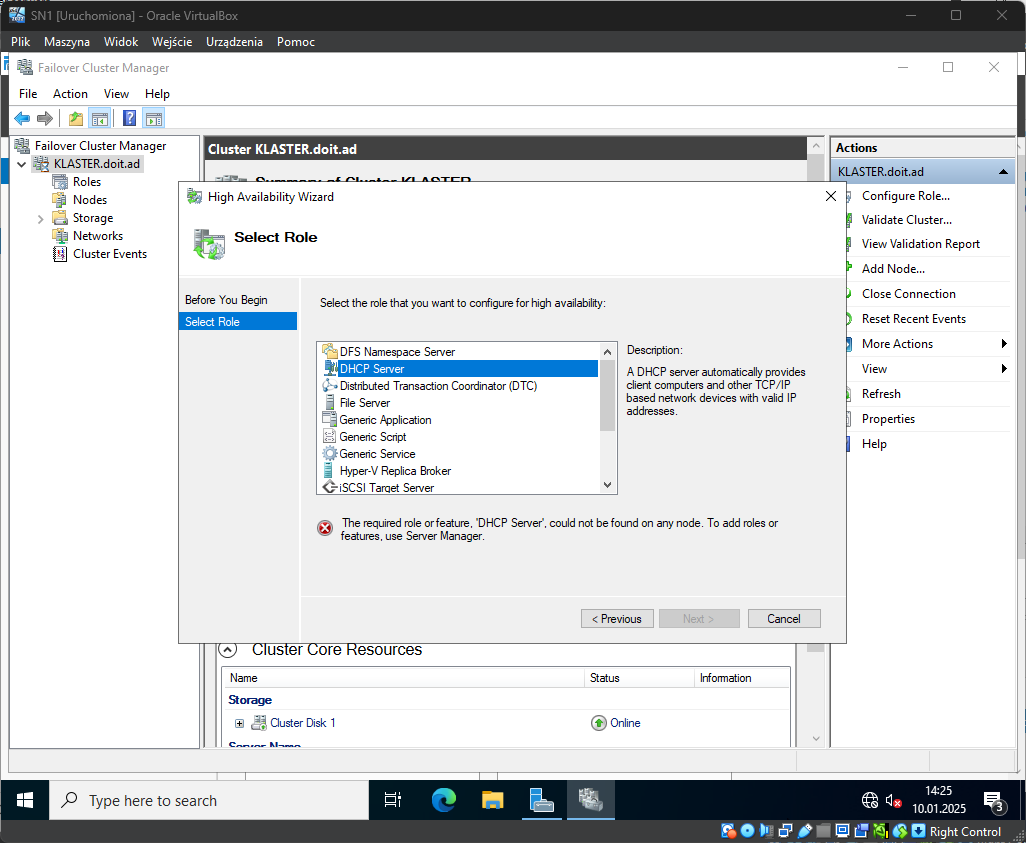 SN1 [Uruchomiona] - Oracle VirtualBox
Plik Maszyna Widok Wejście Urządzenia Pomoc
Failover Cluster Manager
File Action View Help
Failover Cluster Manager
KLASTER.doit.ad
Roles
Nodes
Storage
Networks
Cluster Events
Cluster KLASTER.doit.ad
Summary of Cluster KLASTER
High Availability Wizard
Select Role
Before You Begin
Select Role
Select the role that you want to configure for high availability:
DFS Namespace Server
DHCP Server
Distributed Transaction Coordinator (DTC)
File Server
Generic Application
Generic Script
Generic Service
Hyper-V Replica Broker
iSCSI Target Server
Description:
A DHCP server automatically provides
client computers and other TCP/IP
based network devices with valid IP
addresses.
The required role or feature, 'DHCP Server', could not be found on any node. To add roles or
features, use Server Manager.
< Previous Next > Cancel
Cluster Core Resources
Name Status Information
Storage
Cluster Disk 1 Online
Server Name
Actions
KLASTER.doit.ad
Configure Role...
Validate Cluster...
View Validation Report
Add Node...
Close Connection
Reset Recent Events
More Actions
View
Refresh
Properties
Help
Type here to search
14:25
10.01.2025
3
Right Control